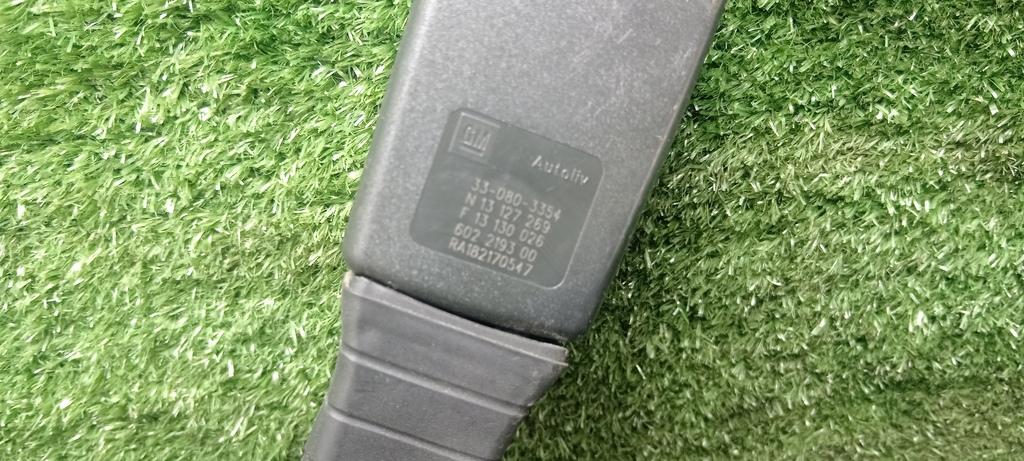 GM
Autoliv
33-080-3354
N 13 127 269
F 13 130 026
602 2193 00
RA182170547